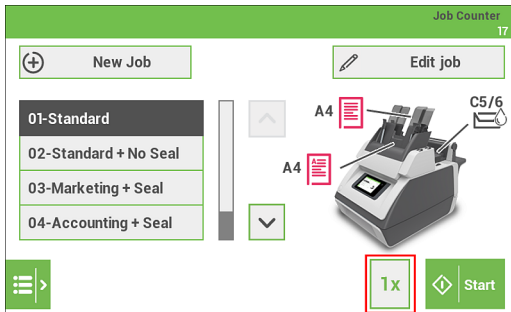 Job Counter
17
New Job
Edit job
01-Standard
02-Standard + No Seal
03-Marketing + Seal
04-Accounting + Seal
A4
A4
C5/6
1x
Start